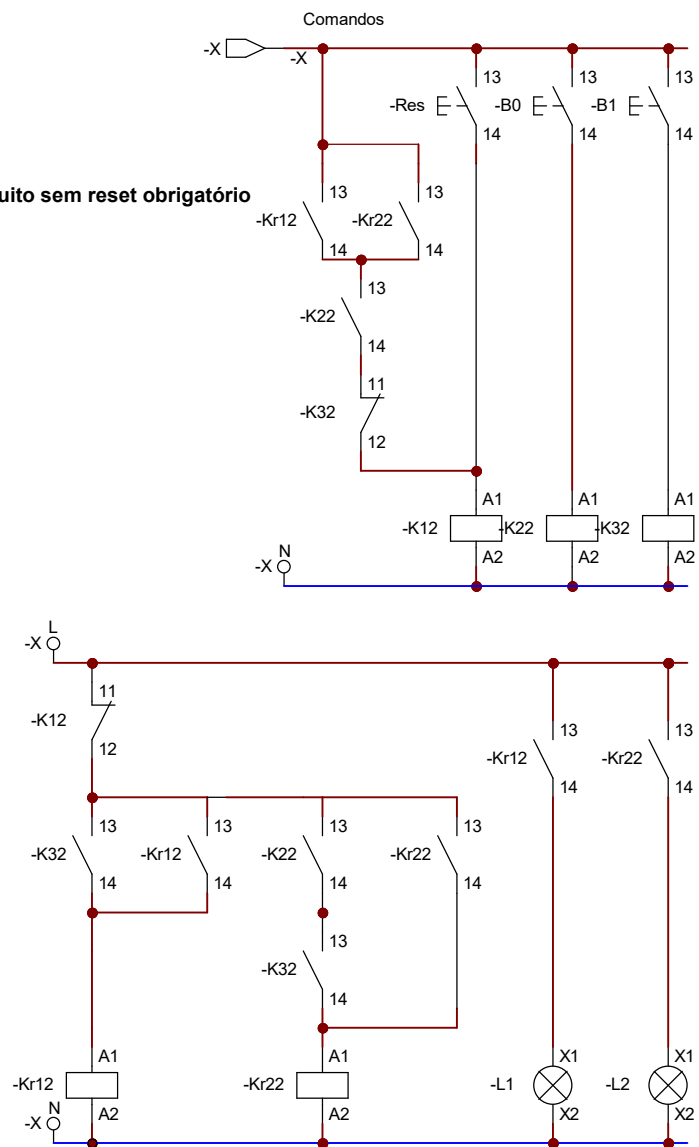 Comandos
-X
-X
13 13 13
-Res -B0 -B1
14 14 14
uito sem reset obrigatório
13 13
-Kr12 -Kr22
14 14
13
-K22
14
11
-K32
12
A1 A1 A1
-K12 -K22 -K32
A2 A2 A2
N
-X
L
-X
11
-K12
12
13 13
-Kr12 -Kr22
14 14
13 13 13 13
-K32 -Kr12 -K22 -Kr22
14 14 14 14
13
-K32
14
A1 A1 X1 X1
-Kr12 -Kr22 -L1 -L2
A2 A2 X2 X2
N
-X